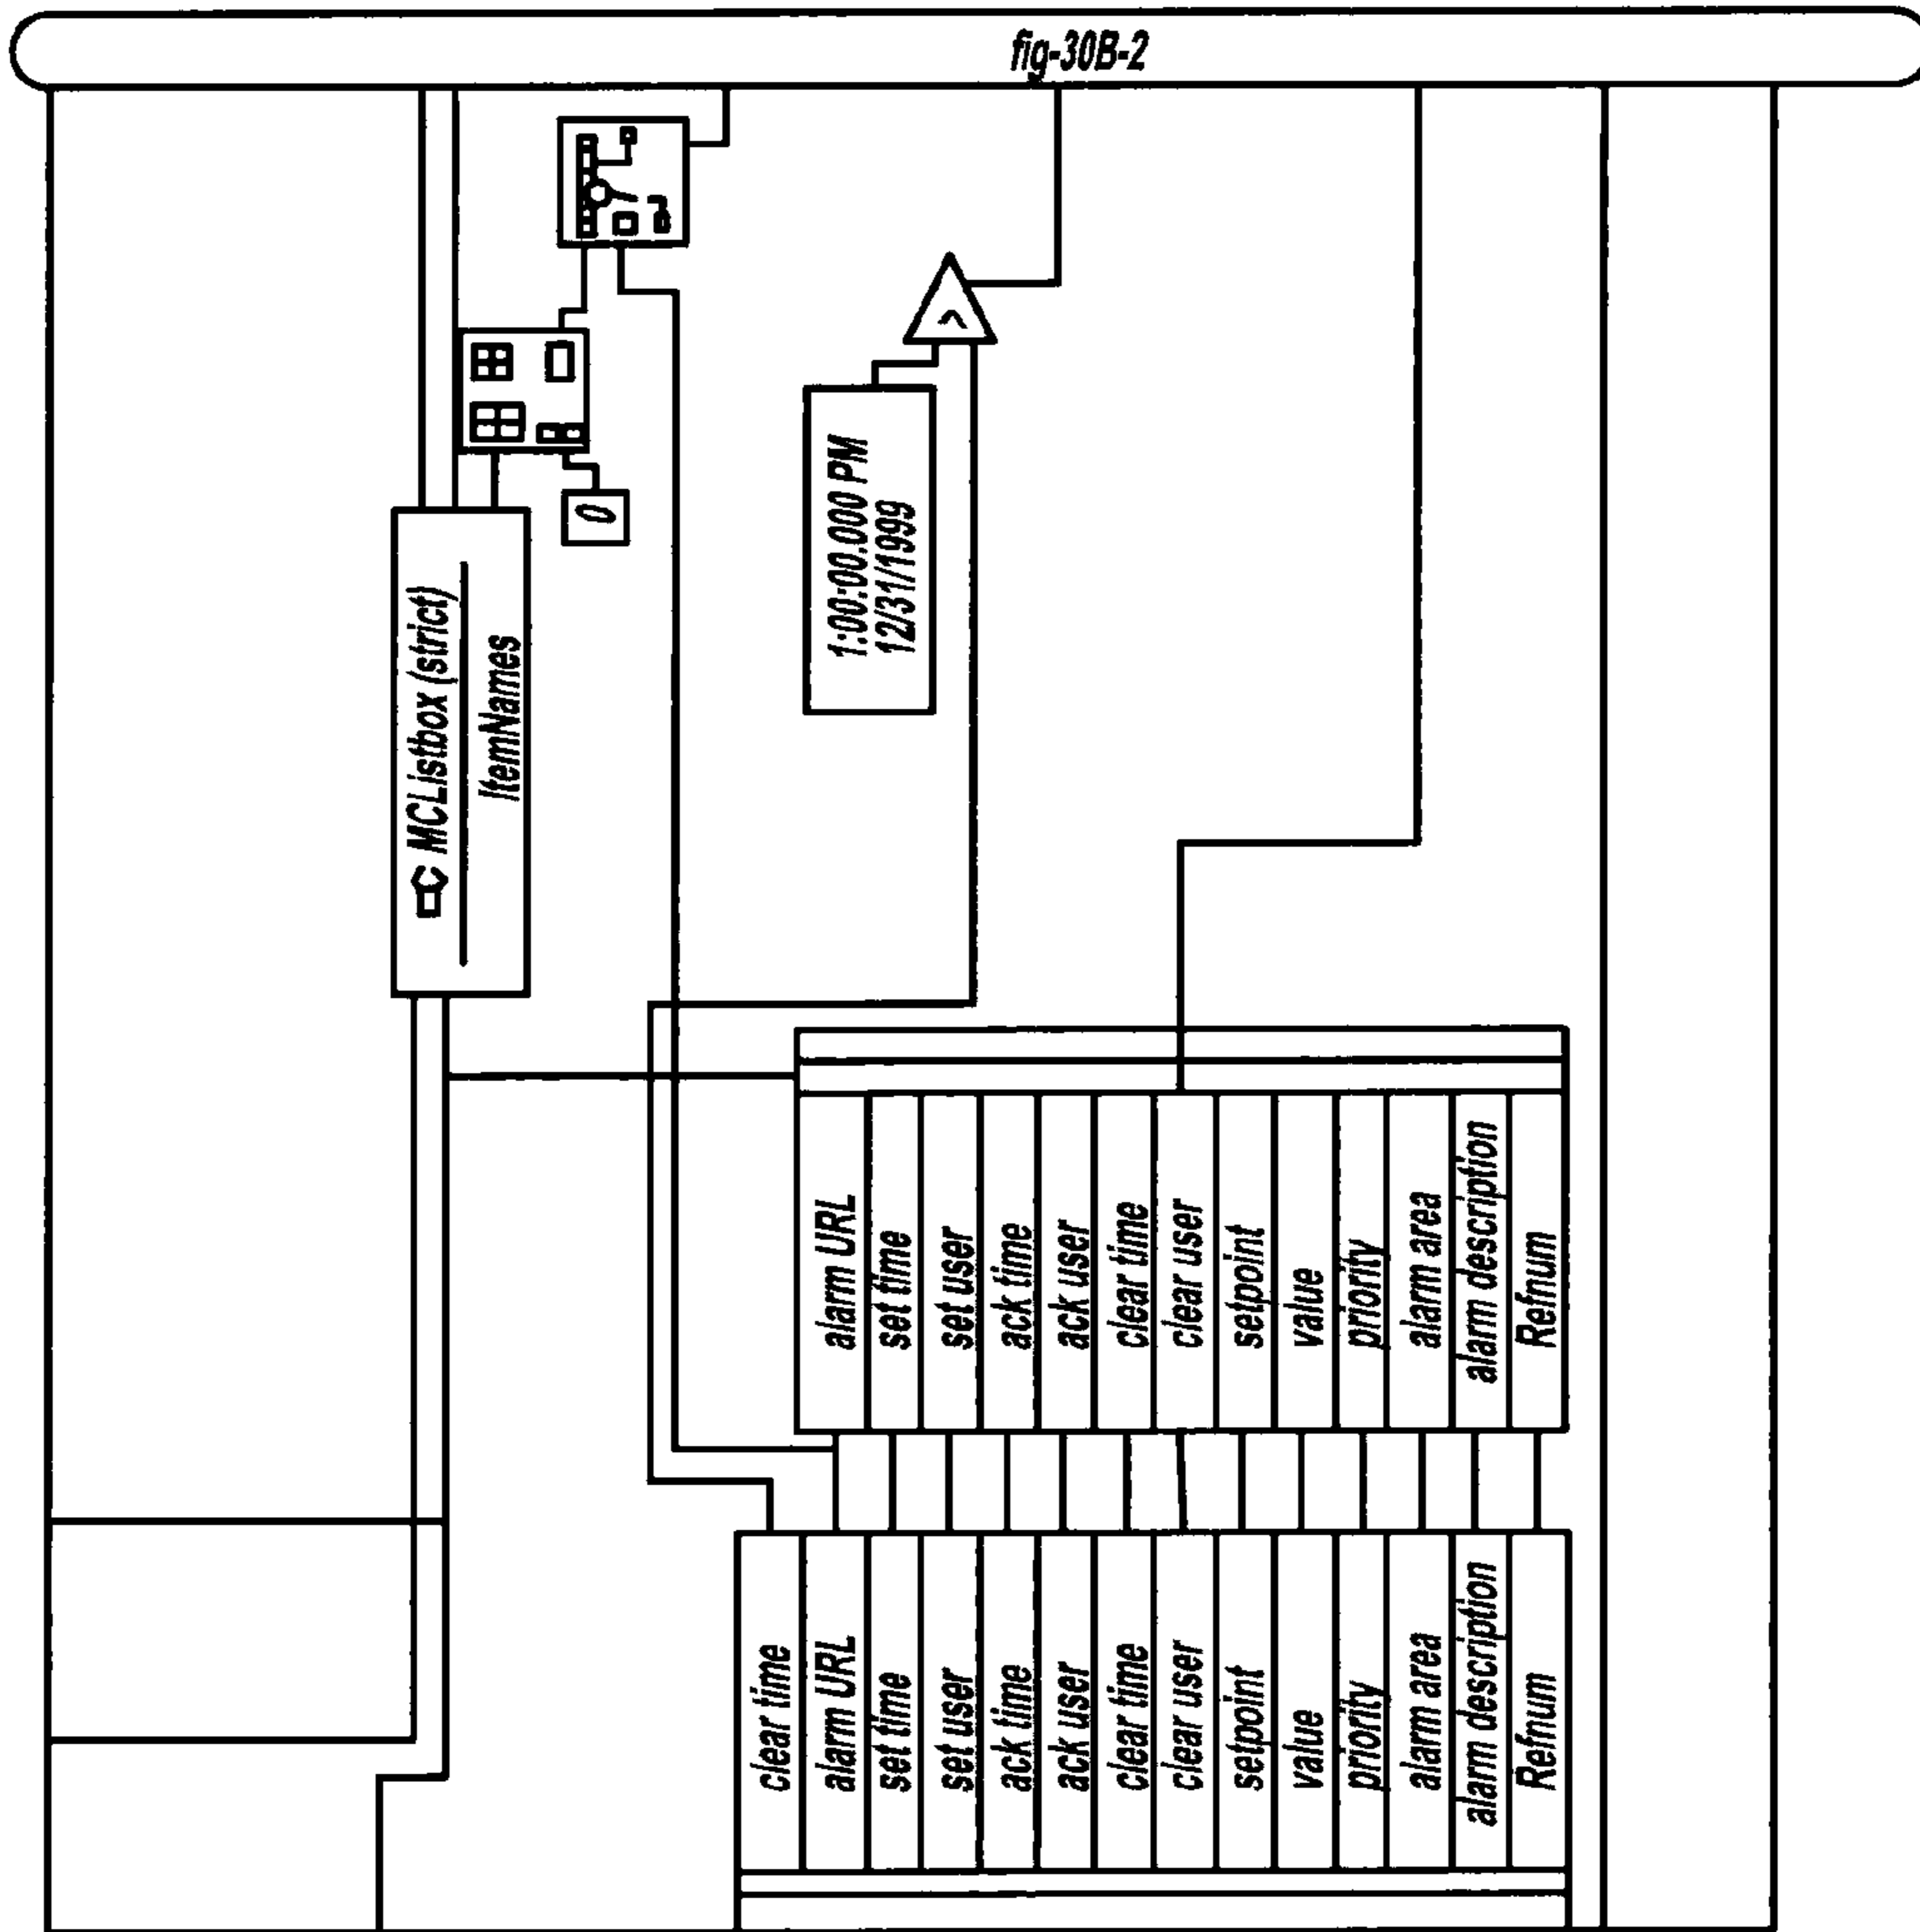 fig-30B-2
MCListbox (strict)
ItemNames
0
1:00:00.000 PM
12/31/1999
^
alarm URL
set time
set user
ack time
ack user
clear time
clear user
setpoint
value
priority
alarm area
alarm description
Refnum
clear time
alarm URL
set time
set user
ack time
ack user
clear time
clear user
setpoint
value
priority
alarm area
alarm description
Refnum